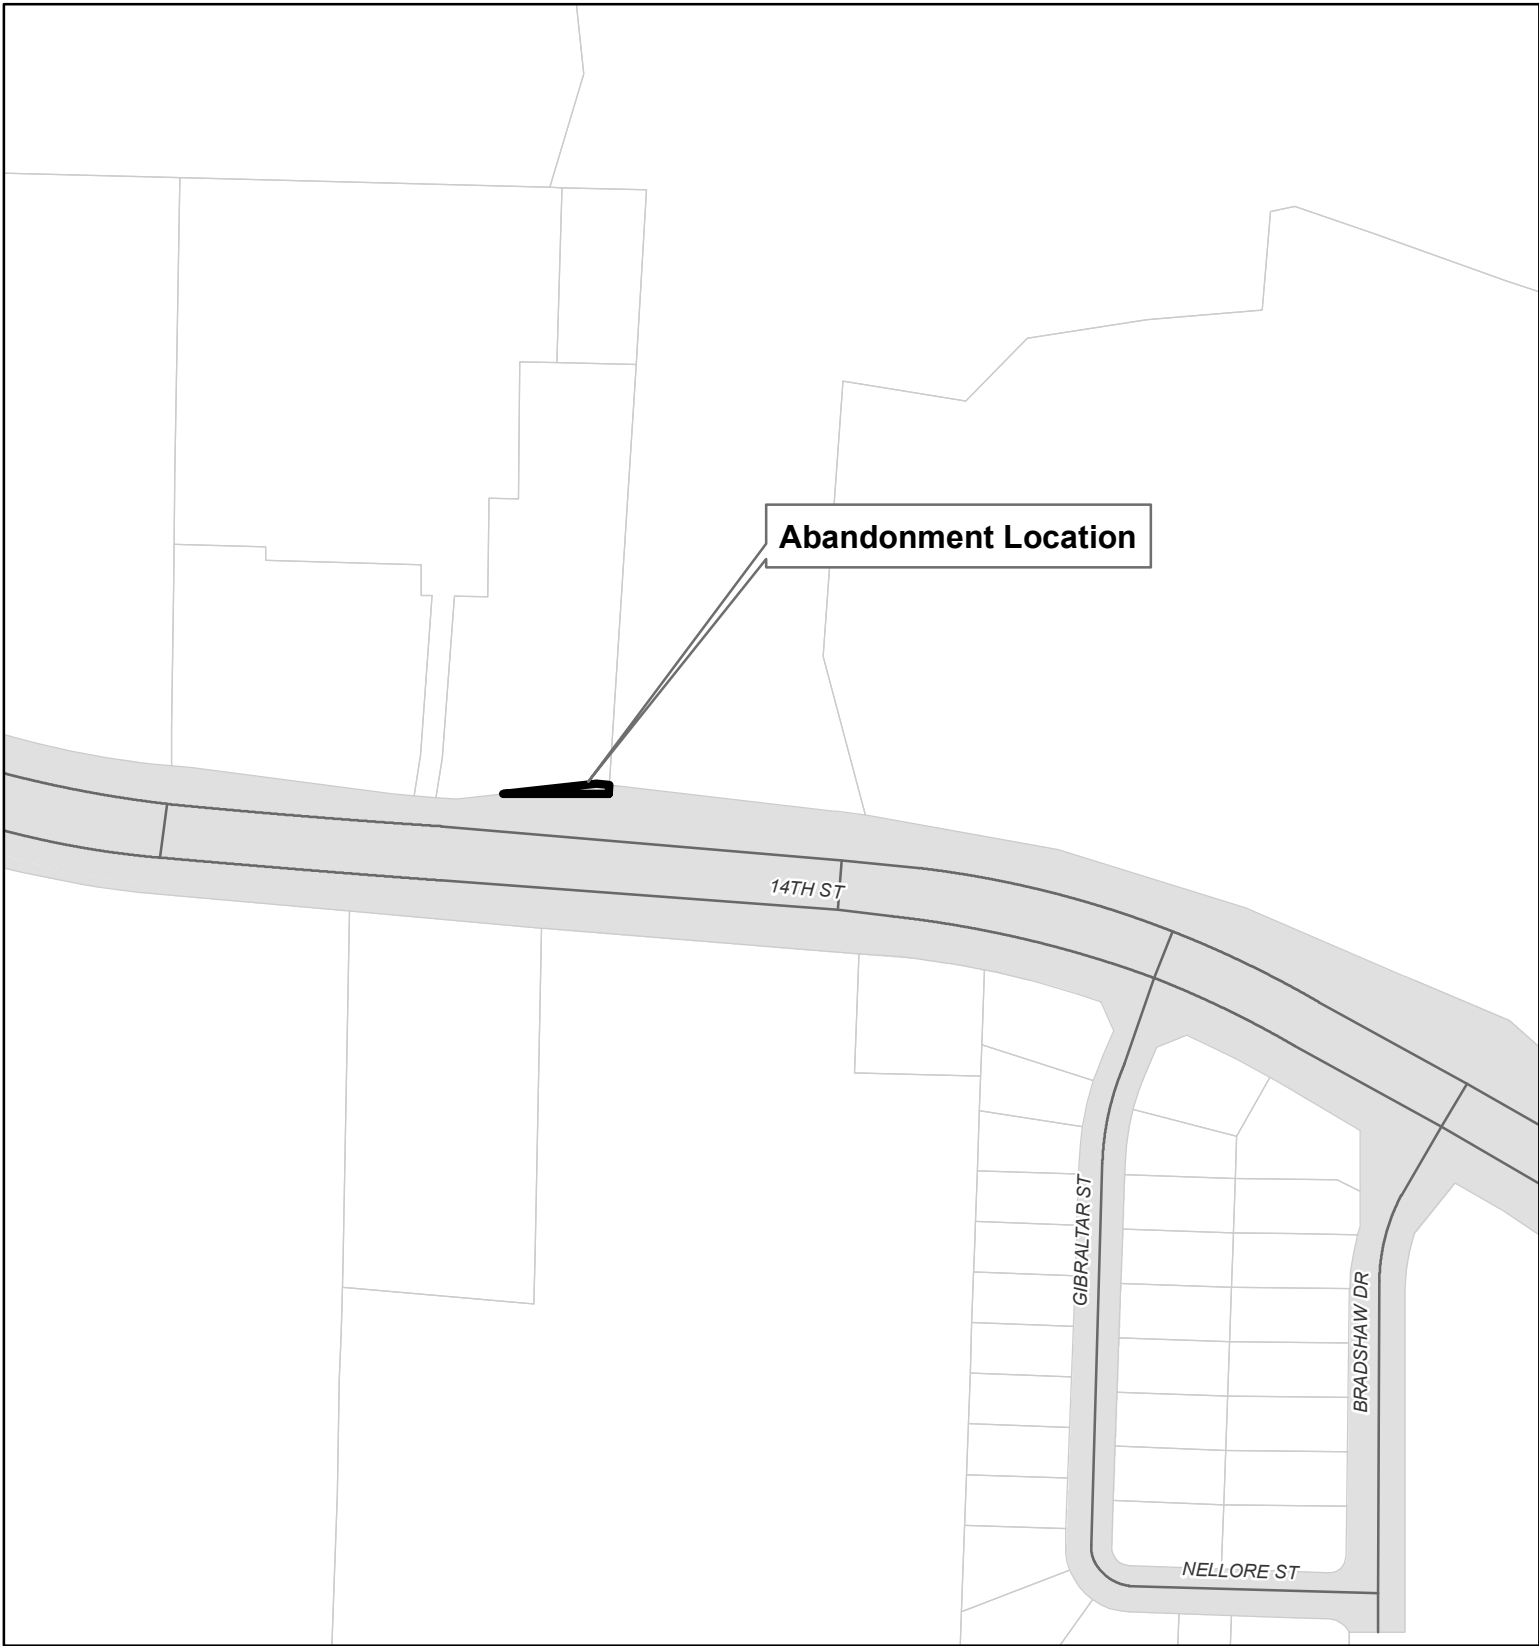 Abandonment Location
14TH ST
GIBRALTAR ST
BRADSHAW DR
NELLORE ST